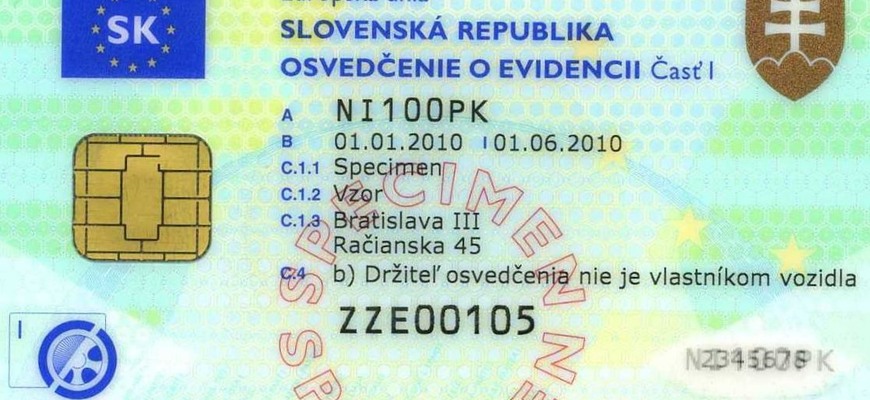 SK
SLOVENSKÁ REPUBLIKA
OSVEDČENIE O EVIDENCII Časť I
A NI100PK
B 01.01.2010 I 01.06.2010
C.1.1 Specimen
C.1.2 Vzor
C.1.3 Bratislava III
Račianska 45
C.4 b) Držiteľ osvedčenia nie je vlastníkom vozidla
ZZE00105
I
SPECIMEN